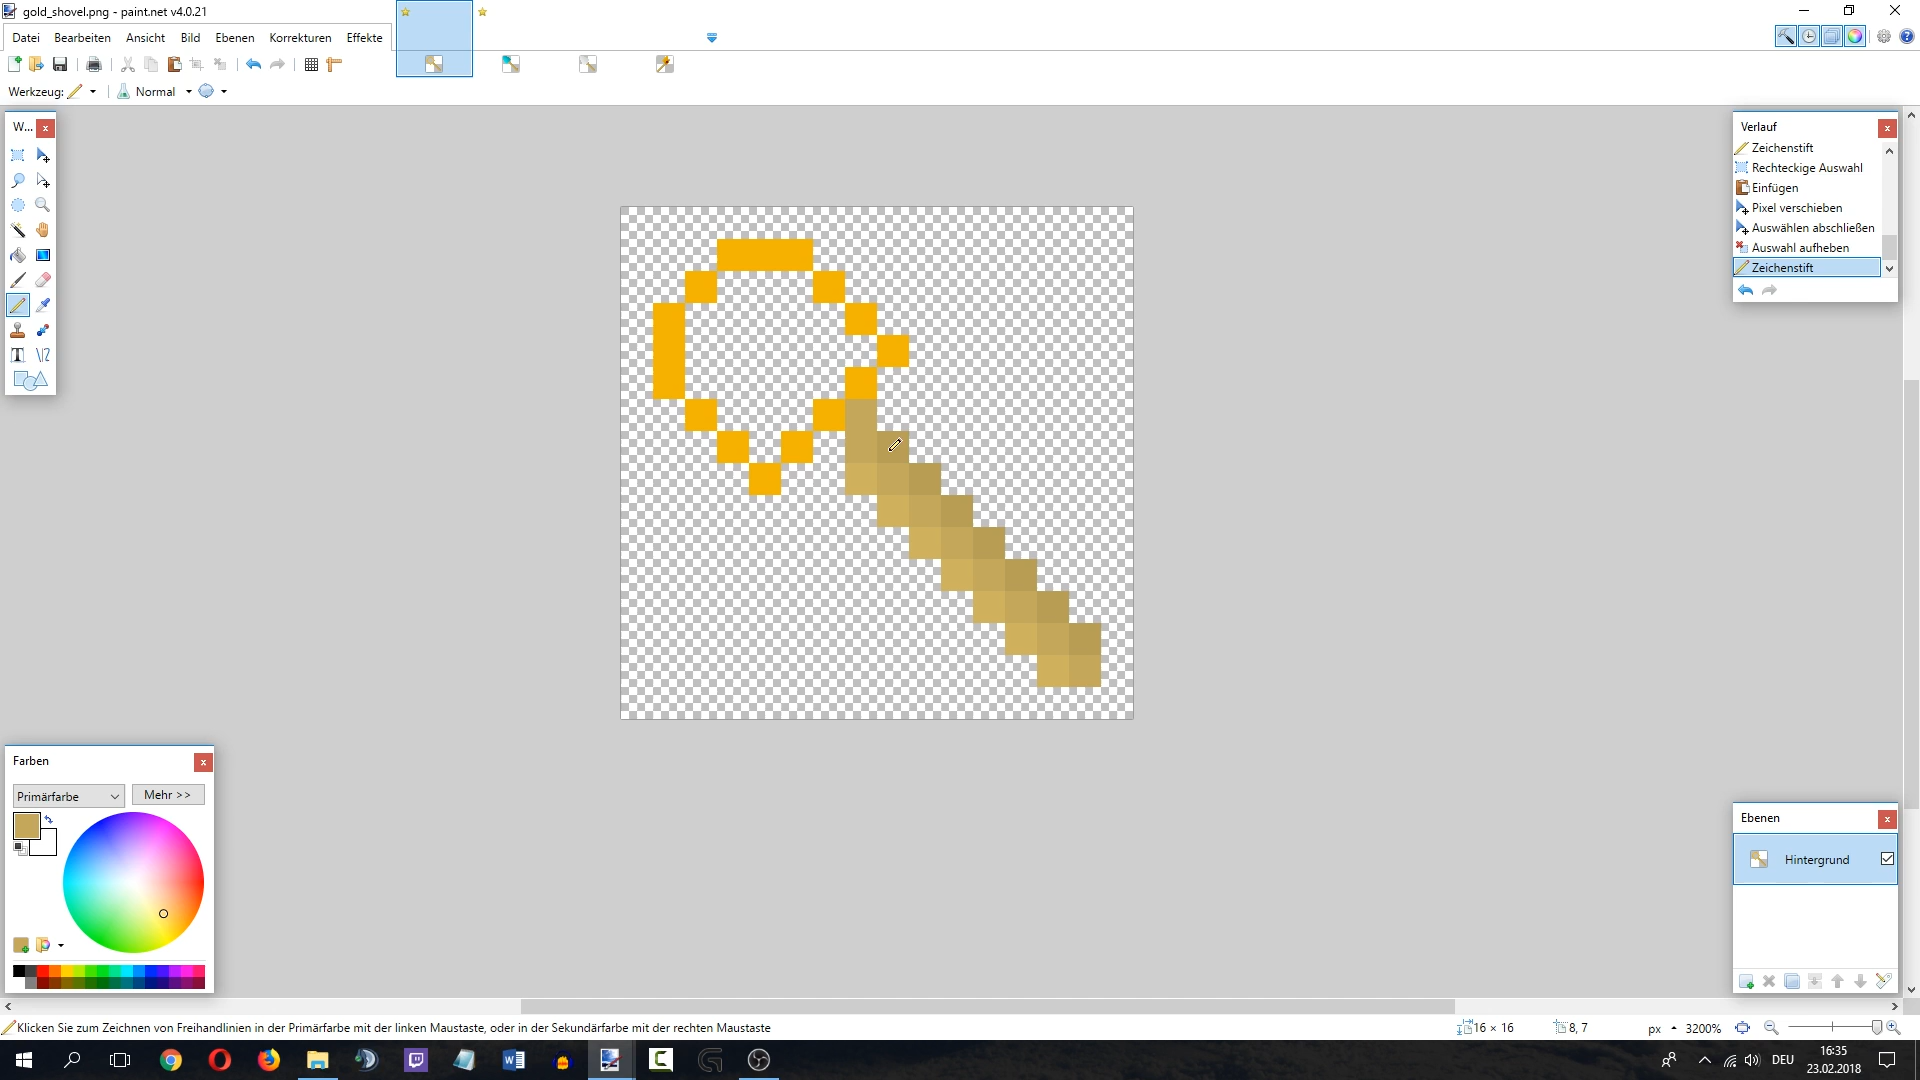 gold_shovel.png - paint.net v4.0.21
Datei Bearbeiten Ansicht Bild Ebenen Korrekturen Effekte
Werkzeug: Normal
W...
Verlauf
Zeichenstift
Rechteckige Auswahl
Einfügen
Pixel verschieben
Auswählen abschließen
Auswahl aufheben
Zeichenstift
Farben
Primärfarbe Mehr >>
Ebenen
Hintergrund
Klicken Sie zum Zeichnen von Freihandlinien in der Primärfarbe mit der linken Maustaste, oder in der Sekundärfarbe mit der rechten Maustaste
16 × 16 8, 7 px 3200%
DEU 16:35
23.02.2018